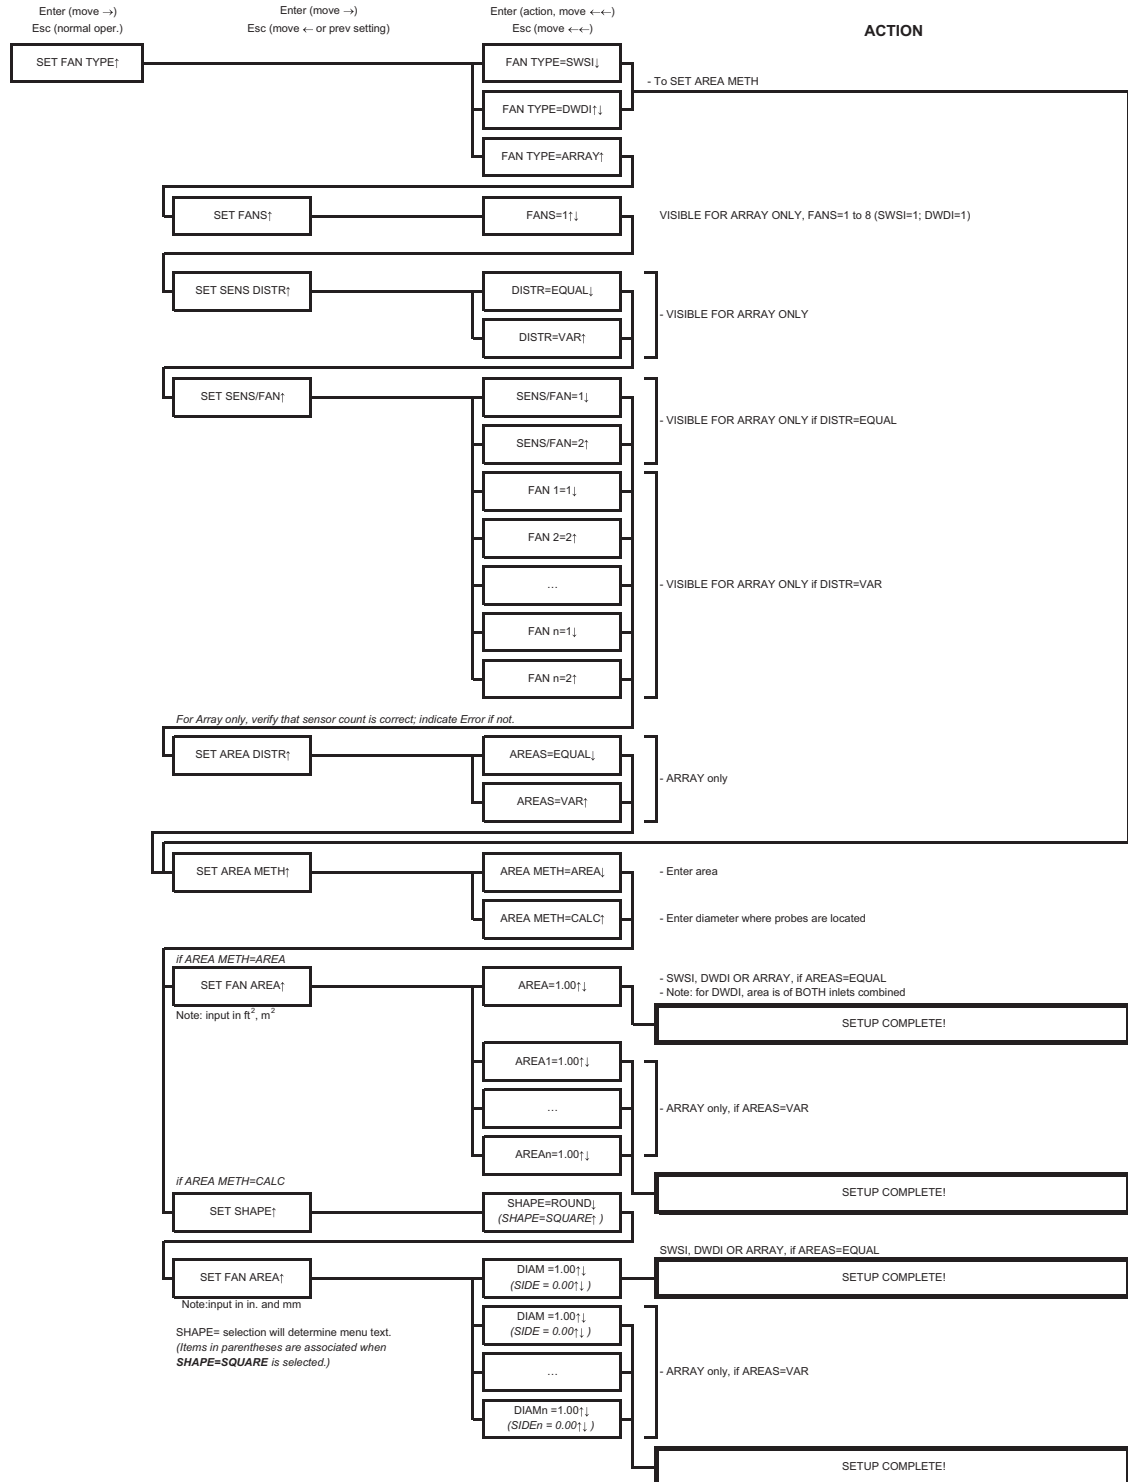 Enter (move →)
Esc (normal oper.)
Enter (move →)
Esc (move ← or prev setting)
Enter (action, move ←←)
Esc (move ←←)
ACTION
SET FAN TYPE↑
FAN TYPE=SWSI↓
- To SET AREA METH
FAN TYPE=DWDI↑↓
FAN TYPE=ARRAY↑
SET FANS↑
FANS=1↑↓
VISIBLE FOR ARRAY ONLY, FANS=1 to 8 (SWSI=1; DWDI=1)
SET SENS DISTR↑
DISTR=EQUAL↓
- VISIBLE FOR ARRAY ONLY
DISTR=VAR↑
SET SENS/FAN↑
SENS/FAN=1↓
- VISIBLE FOR ARRAY ONLY if DISTR=EQUAL
SENS/FAN=2↑
FAN 1=1↓
FAN 2=2↑
...
- VISIBLE FOR ARRAY ONLY if DISTR=VAR
FAN n=1↓
FAN n=2↑
For Array only, verify that sensor count is correct; indicate Error if not.
SET AREA DISTR↑
AREAS=EQUAL↓
- ARRAY only
AREAS=VAR↑
SET AREA METH↑
AREA METH=AREA↓
- Enter area
AREA METH=CALC↑
- Enter diameter where probes are located
if AREA METH=AREA
SET FAN AREA↑
AREA=1.00↑↓
- SWSI, DWDI OR ARRAY, if AREAS=EQUAL
- Note: for DWDI, area is of BOTH inlets combined
Note: input in ft², m²
SETUP COMPLETE!
AREA1=1.00↑↓
...
- ARRAY only, if AREAS=VAR
AREAn=1.00↑↓
if AREA METH=CALC
SETUP COMPLETE!
SET SHAPE↑
SHAPE=ROUND↓
(SHAPE=SQUARE↑ )
SWSI, DWDI OR ARRAY, if AREAS=EQUAL
SET FAN AREA↑
DIAM =1.00↑↓
(SIDE = 0.00↑↓ )
SETUP COMPLETE!
Note:input in in. and mm
DIAM =1.00↑↓
(SIDE = 0.00↑↓ )
SHAPE= selection will determine menu text.
(Items in parentheses are associated when
SHAPE=SQUARE is selected.)
...
- ARRAY only, if AREAS=VAR
DIAMn =1.00↑↓
(SIDEn = 0.00↑↓ )
SETUP COMPLETE!